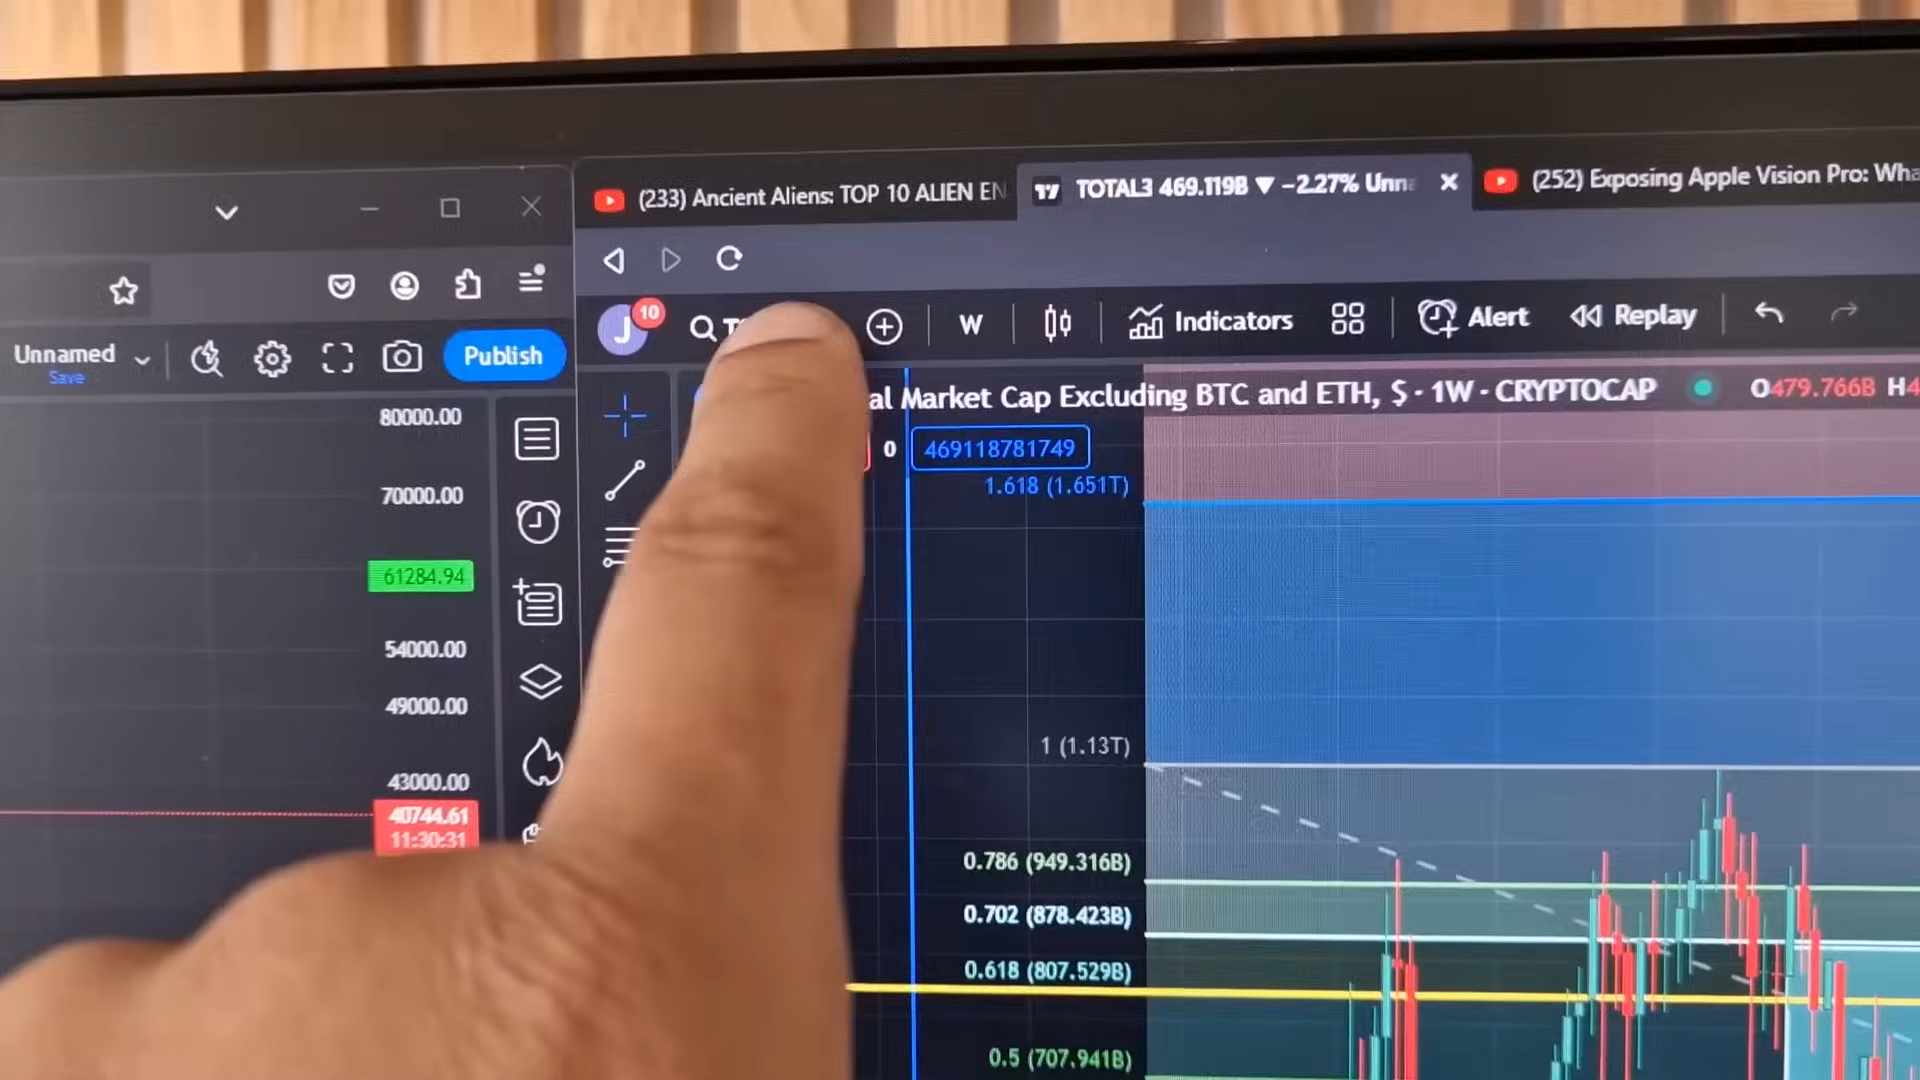 (233) Ancient Aliens: TOP 10 ALIEN EN
TOTAL3 469.119B ▼ −2.27% Unna
(252) Exposing Apple Vision Pro: Wha
J
10
W
Indicators
Alert
Replay
Unnamed
Save
Publish
al Market Cap Excluding BTC and ETH, $ · 1W · CRYPTOCAP
O479.766B H4
0
469118781749
80000.00
70000.00
61284.94
54000.00
49000.00
43000.00
40744.61
11:30:31
1.618 (1.651T)
1 (1.13T)
0.786 (949.316B)
0.702 (878.423B)
0.618 (807.529B)
0.5 (707.941B)